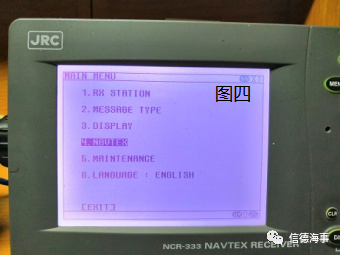 JRC
MAIN MENU
1.RX STATION
图四
2.MESSAGE TYPE
3.DISPLAY
4.NAVTEX
5.MAINTENANCE
6.LANGUAGE : ENGLISH
[EXIT:]
NCR-333 NAVTEX RECEIVER
CLR
信德海事